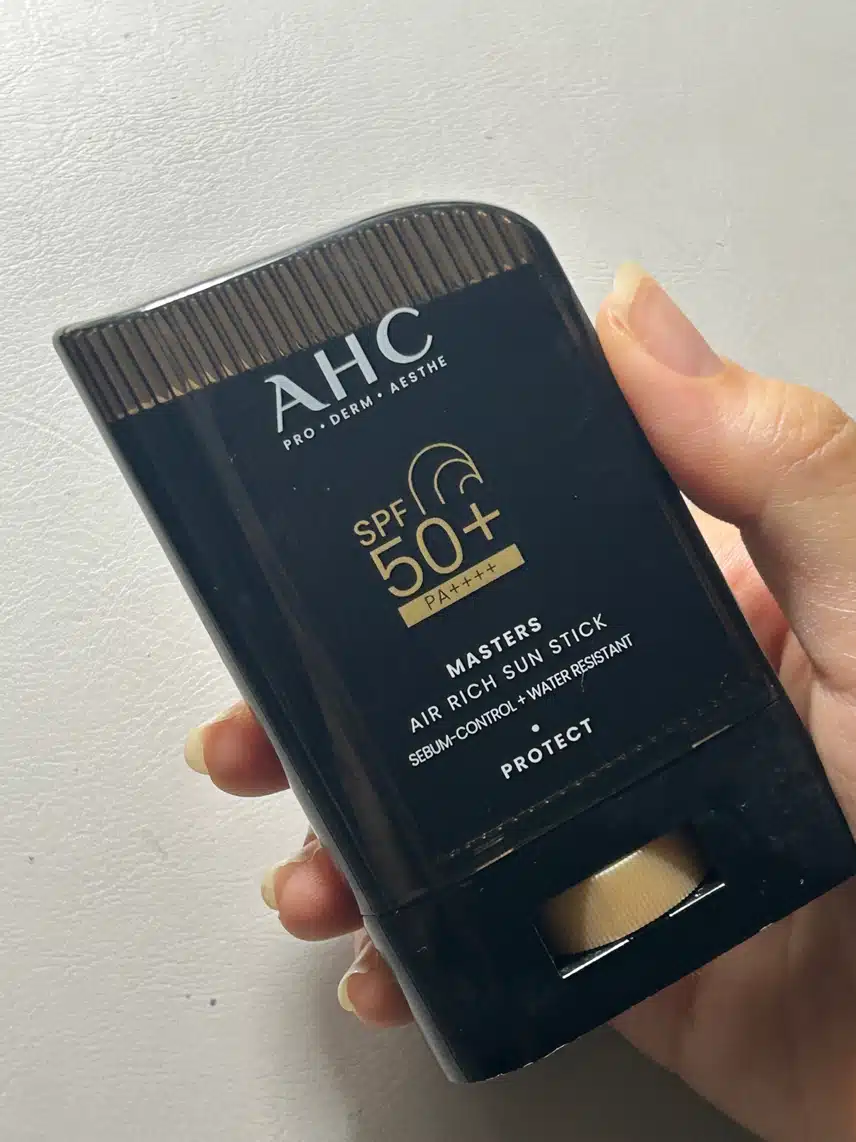 AHC
PRO • DERM • AESTHE
SPF
50+
PA++++
MASTERS
AIR RICH SUN STICK
SEBUM-CONTROL + WATER RESISTANT
•
PROTECT